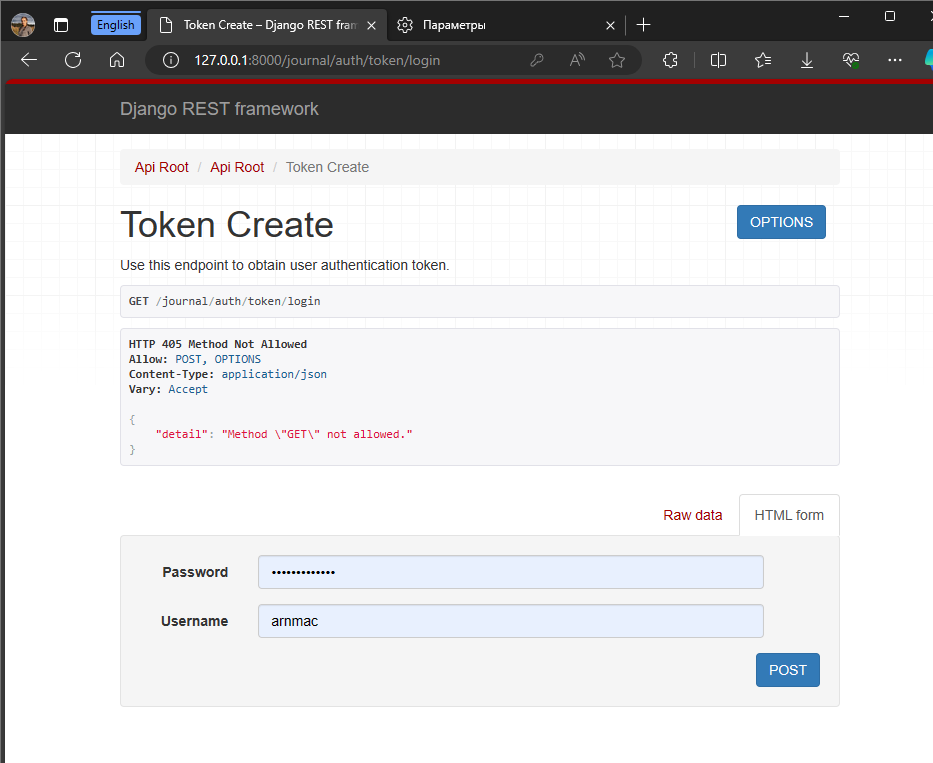 English
Token Create – Django REST fram
Параметры
127.0.0.1:8000/journal/auth/token/login
Django REST framework
Api Root / Api Root / Token Create
Token Create
OPTIONS
Use this endpoint to obtain user authentication token.
GET /journal/auth/token/login
HTTP 405 Method Not Allowed
Allow: POST, OPTIONS
Content-Type: application/json
Vary: Accept
{
"detail": "Method \"GET\" not allowed."
}
Raw data
HTML form
Password •••••••••••••
Username arnmac
POST